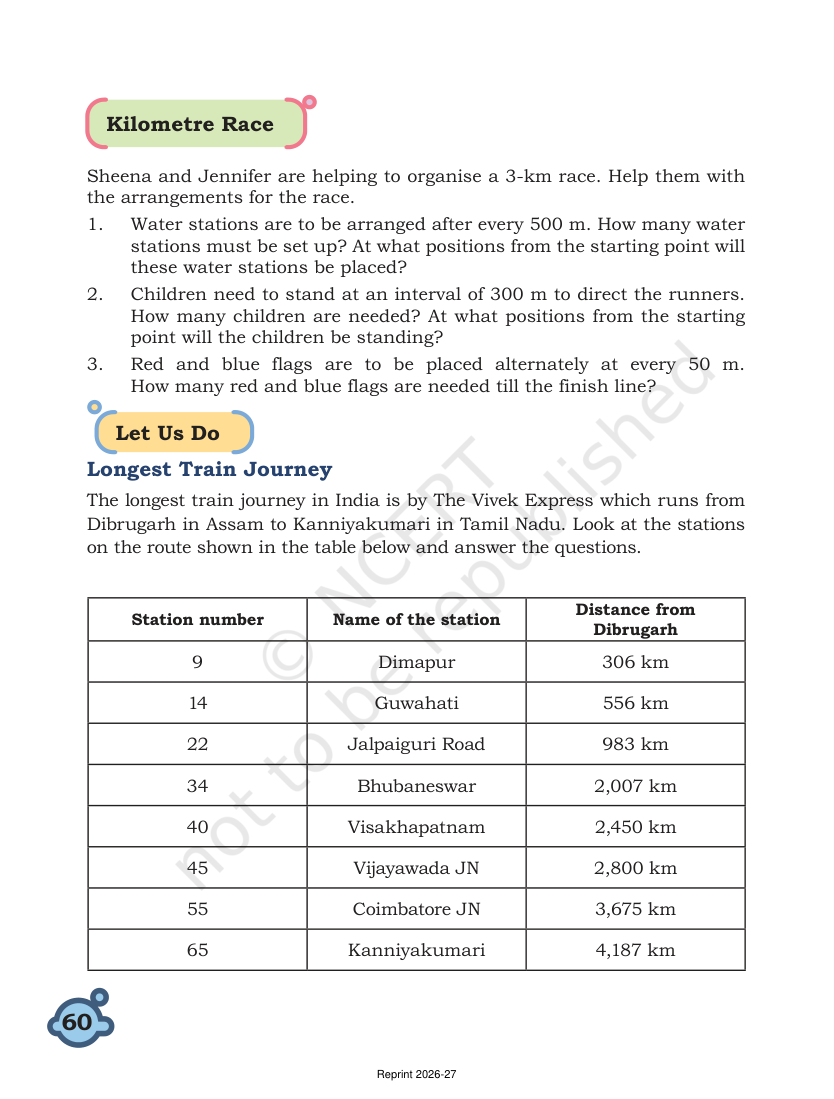 Kilometre Race
Sheena and Jennifer are helping to organise a 3-km race. Help them with
the arrangements for the race.
1. Water stations are to be arranged after every 500 m. How many water
stations must be set up? At what positions from the starting point will
these water stations be placed?
2. Children need to stand at an interval of 300 m to direct the runners.
How many children are needed? At what positions from the starting
point will the children be standing?
3. Red and blue flags are to be placed alternately at every 50 m.
How many red and blue flags are needed till the finish line?
Let Us Do
Longest Train Journey
The longest train journey in India is by The Vivek Express which runs from
Dibrugarh in Assam to Kanniyakumari in Tamil Nadu. Look at the stations
on the route shown in the table below and answer the questions.
Station number Name of the station Distance from
Dibrugarh
9 Dimapur 306 km
14 Guwahati 556 km
22 Jalpaiguri Road 983 km
34 Bhubaneswar 2,007 km
40 Visakhapatnam 2,450 km
45 Vijayawada JN 2,800 km
55 Coimbatore JN 3,675 km
65 Kanniyakumari 4,187 km
© NCERT
not to be republished
60
Reprint 2026-27